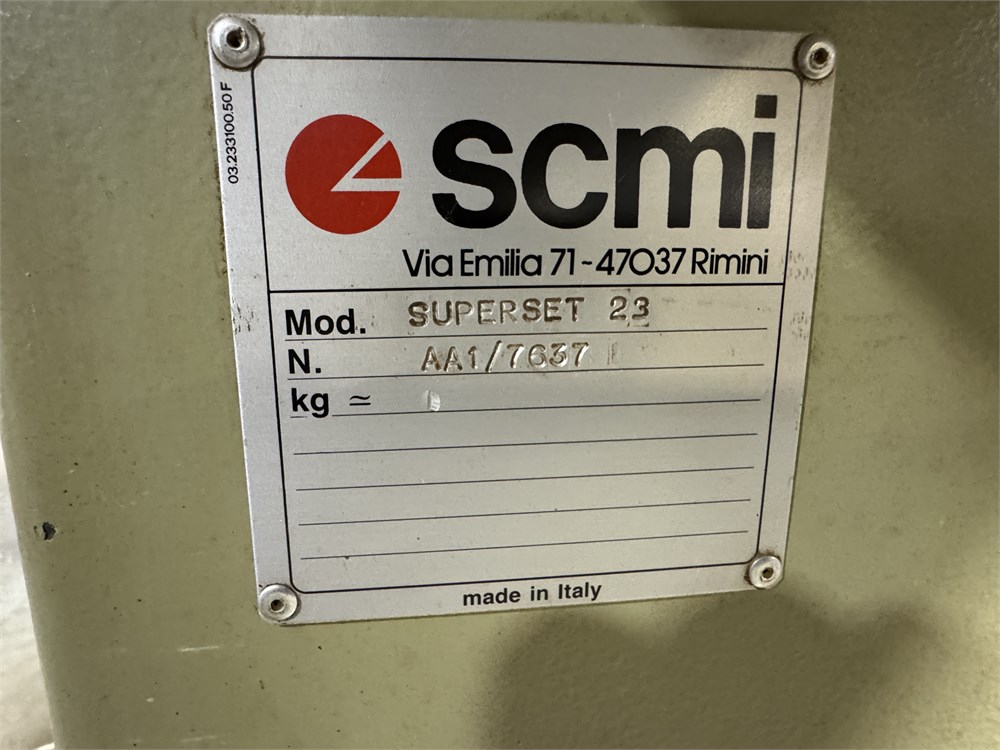 03.233100.50 F
scmi
Via Emilia 71~47037 Rimini
Mod. SUPERSET 23
N. AA1/7637
kg ≃
made in Italy